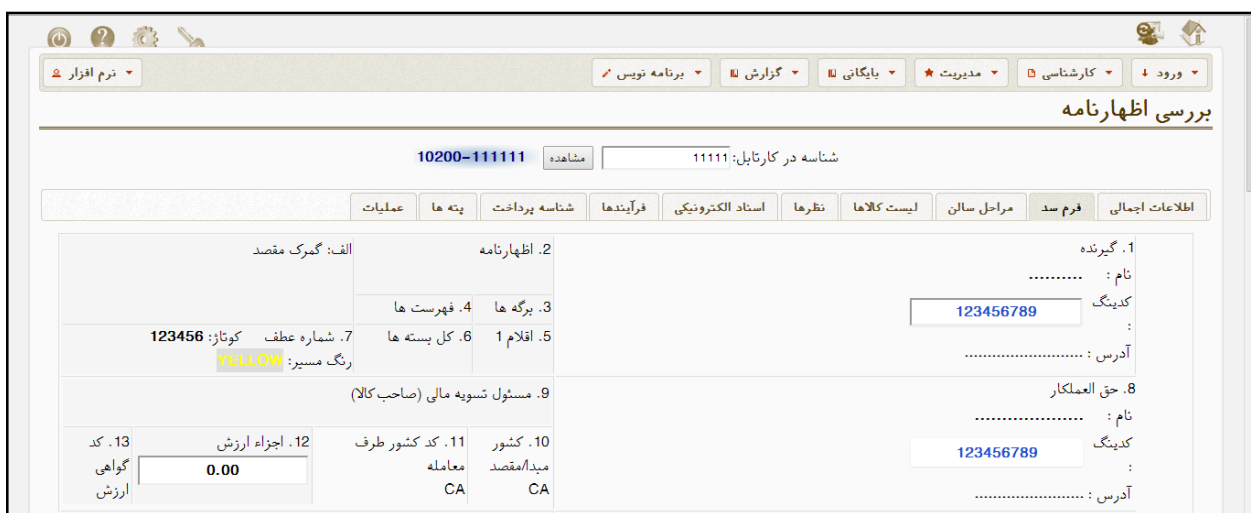 ورود کارشناسی مدیریت بایگانی گزارش برنامه نویس نرم افزار
بررسی اظهارنامه
شناسه در کارتابل: 11111 مشاهده 10200-111111
اطلاعات اجمالی فرم سد مراحل سالن لیست کالاها نظرها اسناد الکترونیکی فرآیندها شناسه پرداخت پته ها عملیات
1. گیرنده
نام : ..........
کدینگ 123456789
:
آدرس : ..........................
2. اظهارنامه
الف: گمرک مقصد
3. برگه ها 4. فهرست ها
5. اقلام 1 6. کل بسته ها 7. شماره عطف کوتاژ: 123456
رنگ مسیر: YELLOW
8. حق العملکار
نام : ....................
کدینگ 123456789
:
آدرس : ........................
9. مسئول تسویه مالی (صاحب کالا)
10. کشور مبدا/مقصد CA
11. کد کشور طرف معامله CA
12. اجزاء ارزش 0.00
13. کد گواهی ارزش